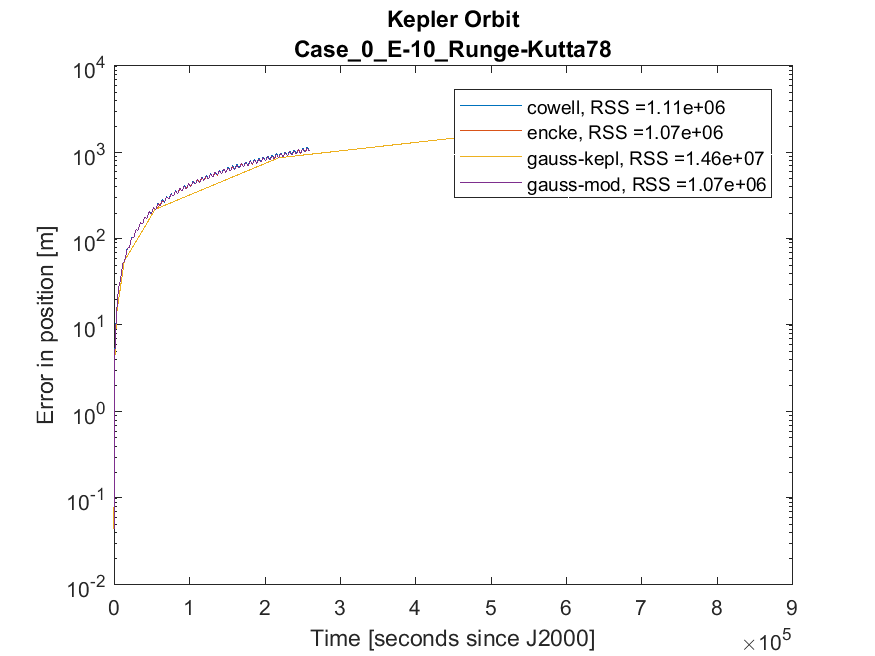 Kepler Orbit
Case_0_E-10_Runge-Kutta78
10^4
10^3
10^2
10^1
10^0
10^-1
10^-2
Error in position [m]
cowell, RSS =1.11e+06
encke, RSS =1.07e+06
gauss-kepl, RSS =1.46e+07
gauss-mod, RSS =1.07e+06
0 1 2 3 4 5 6 7 8 9
Time [seconds since J2000]
×10^5